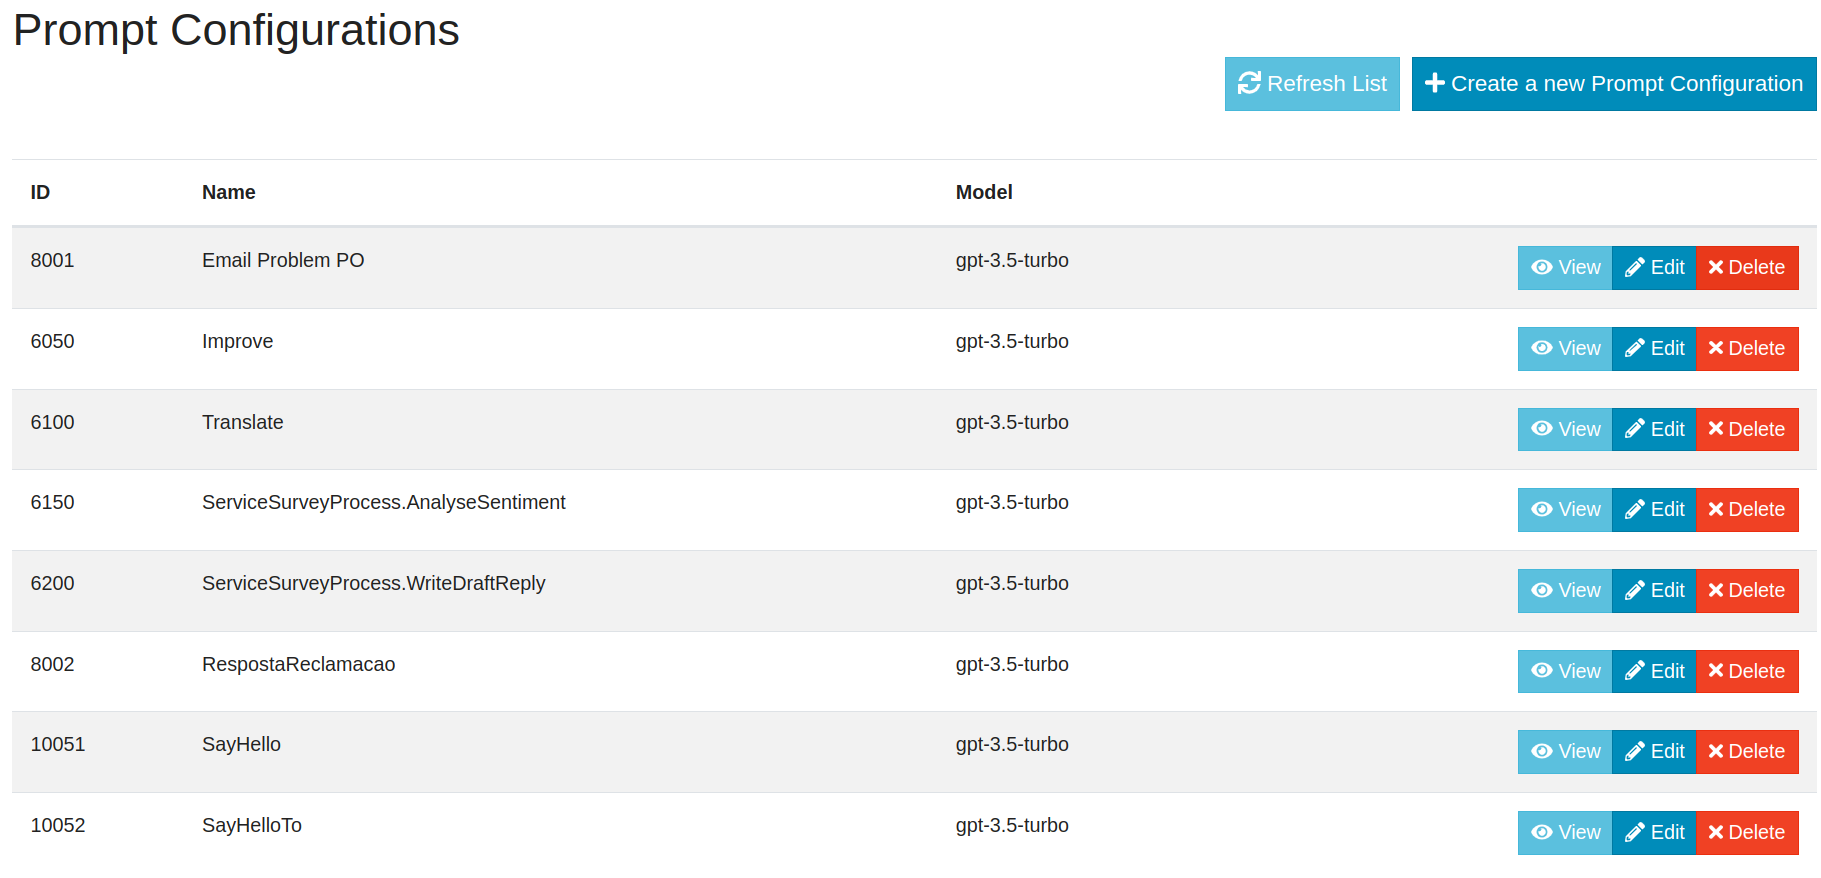 Prompt Configurations
Refresh List Create a new Prompt Configuration
ID Name Model
8001 Email Problem PO gpt-3.5-turbo View Edit Delete
6050 Improve gpt-3.5-turbo View Edit Delete
6100 Translate gpt-3.5-turbo View Edit Delete
6150 ServiceSurveyProcess.AnalyseSentiment gpt-3.5-turbo View Edit Delete
6200 ServiceSurveyProcess.WriteDraftReply gpt-3.5-turbo View Edit Delete
8002 RespostaReclamacao gpt-3.5-turbo View Edit Delete
10051 SayHello gpt-3.5-turbo View Edit Delete
10052 SayHelloTo gpt-3.5-turbo View Edit Delete